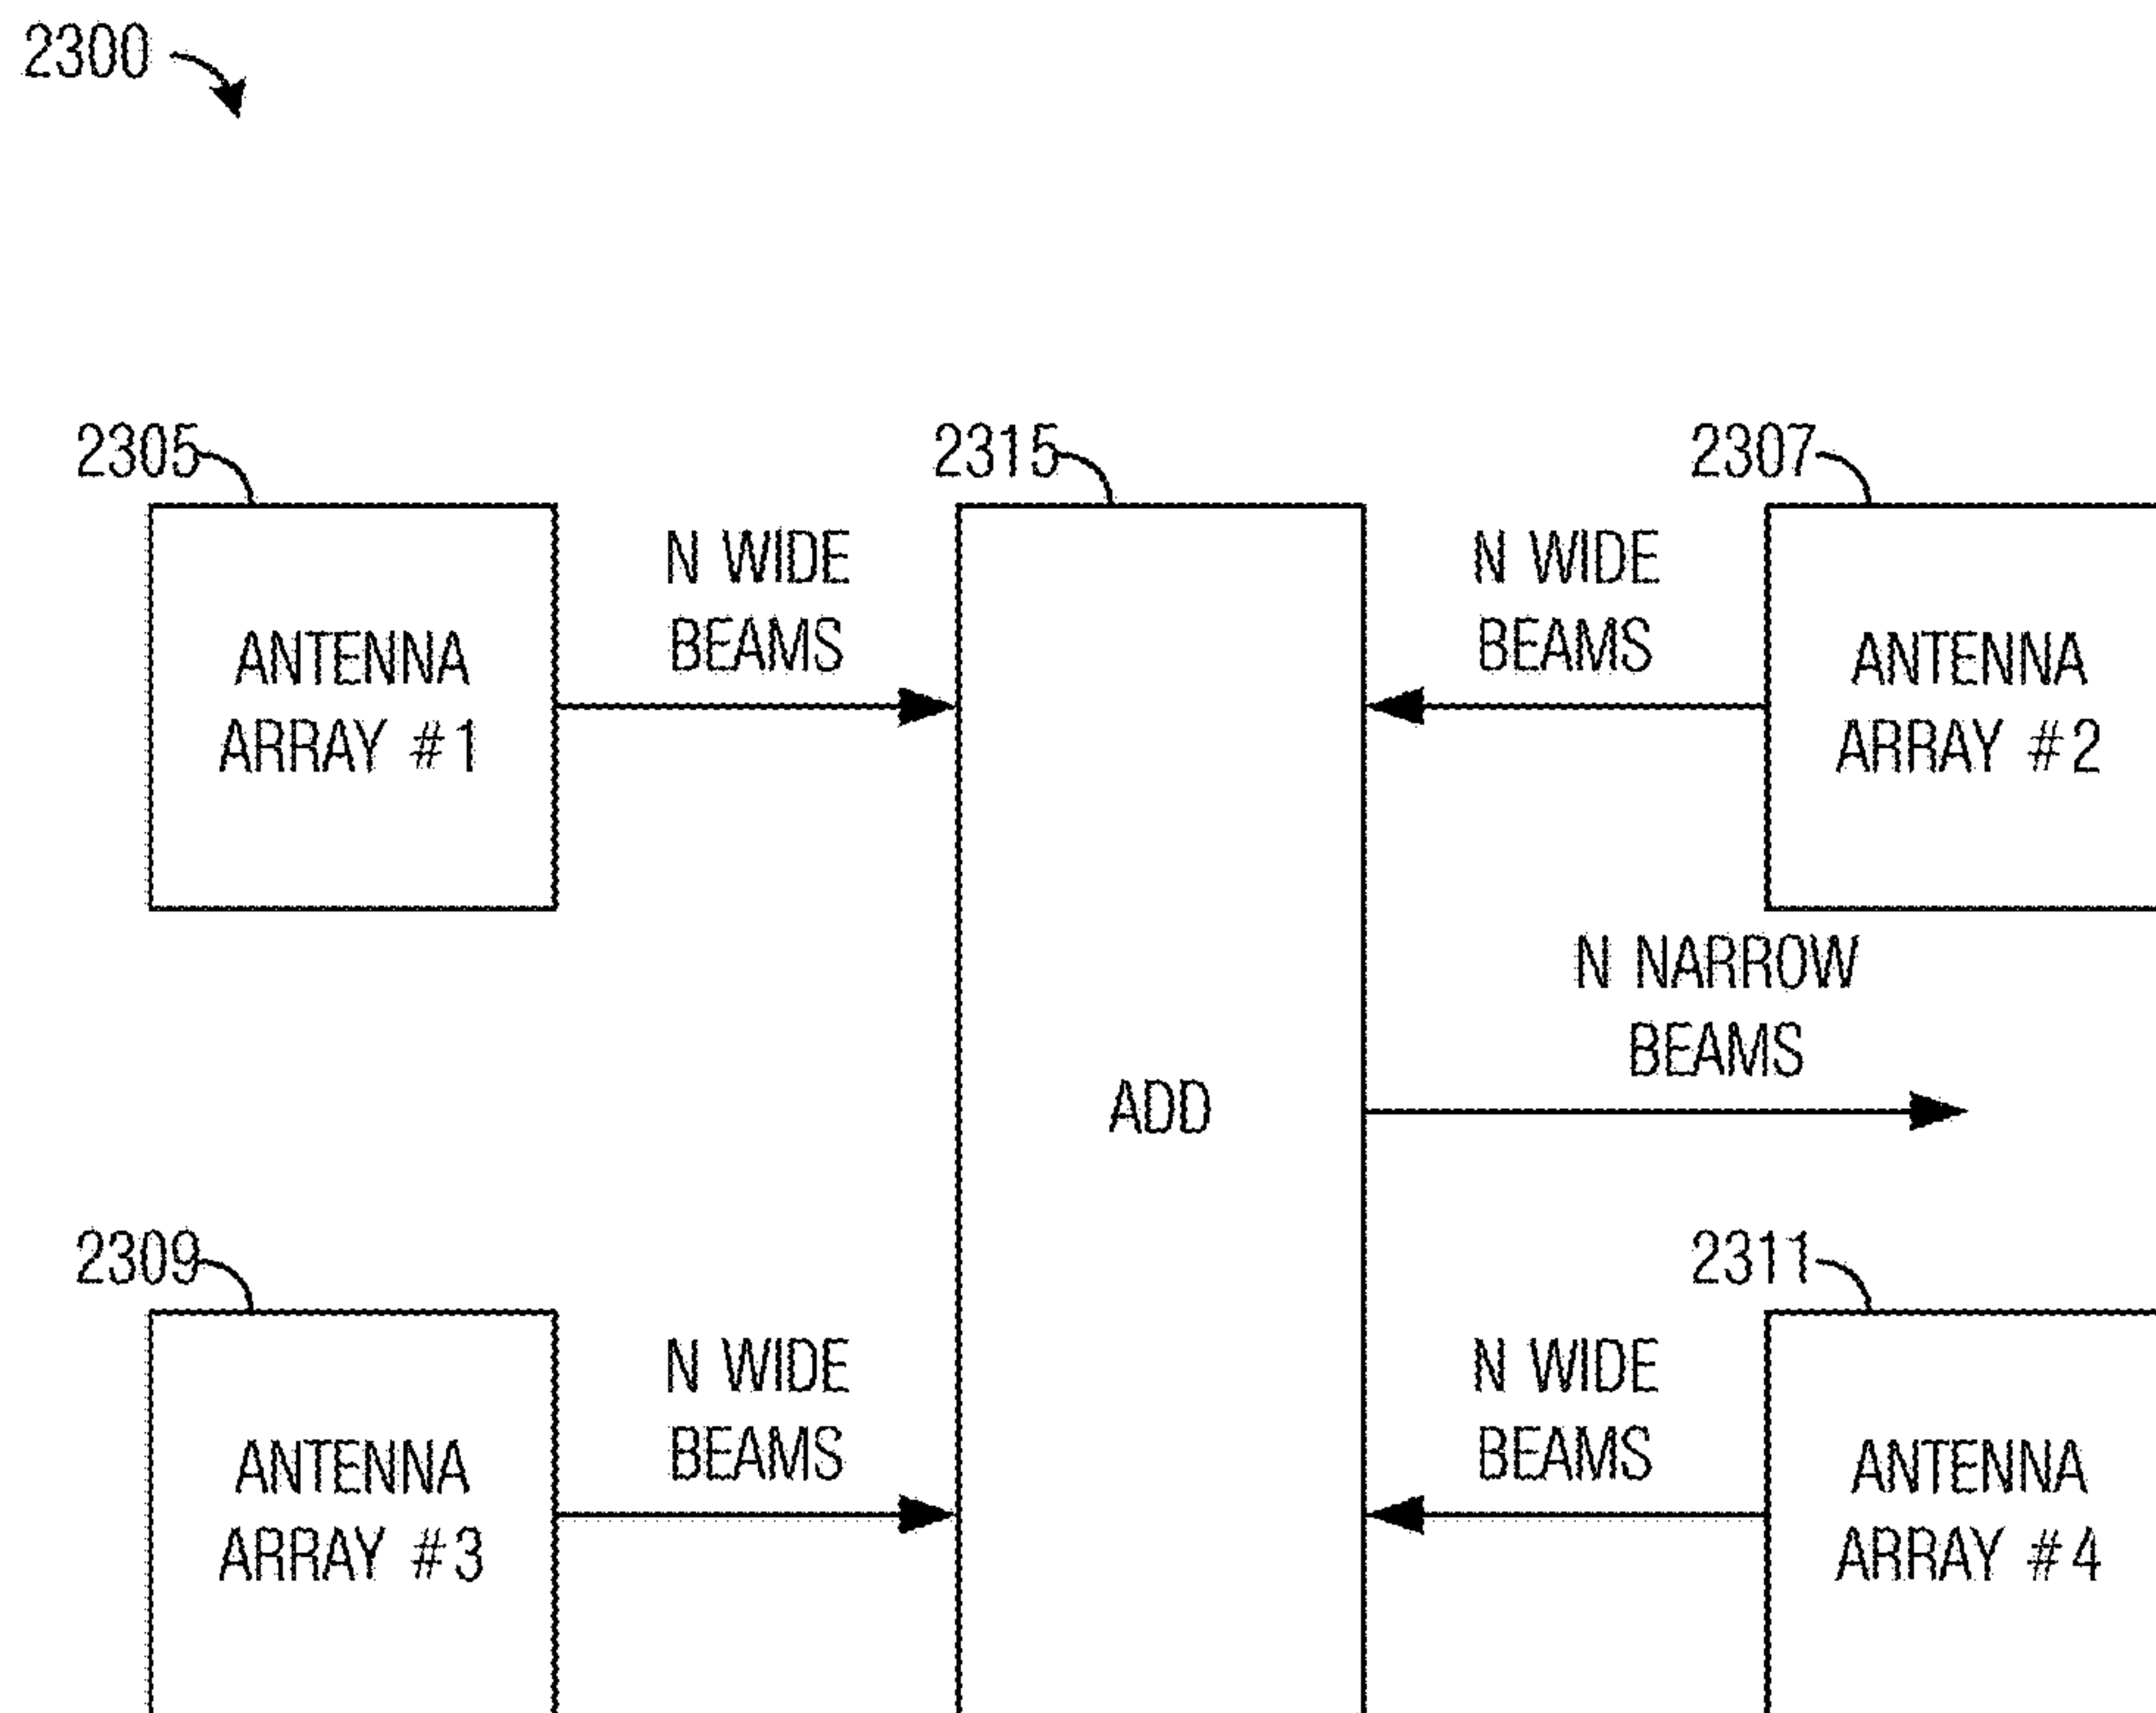 2300
2305
2315
2307
N WIDE
BEAMS
N WIDE
BEAMS
ANTENNA
ARRAY #1
ANTENNA
ARRAY #2
N NARROW
BEAMS
ADD
2309
2311
N WIDE
BEAMS
N WIDE
BEAMS
ANTENNA
ARRAY #3
ANTENNA
ARRAY #4